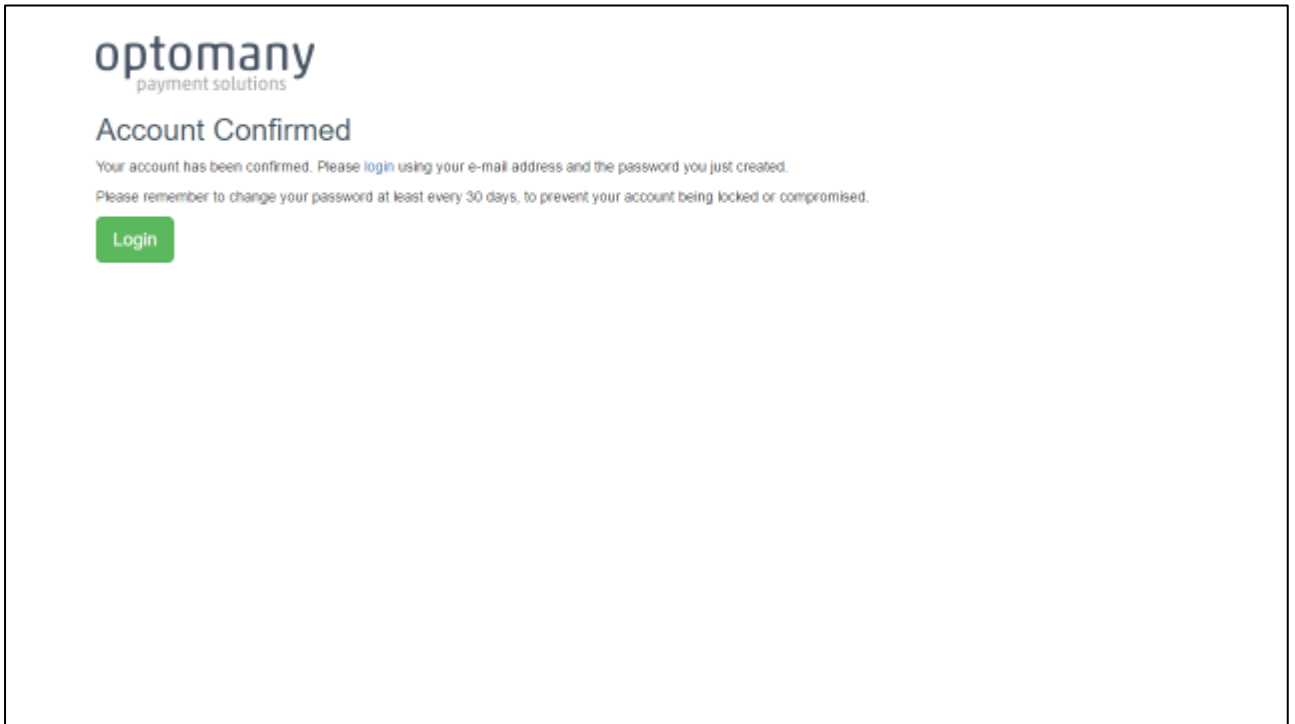 optomany
payment solutions
Account Confirmed
Your account has been confirmed. Please login using your e-mail address and the password you just created.
Please remember to change your password at least every 30 days, to prevent your account being locked or compromised.
Login